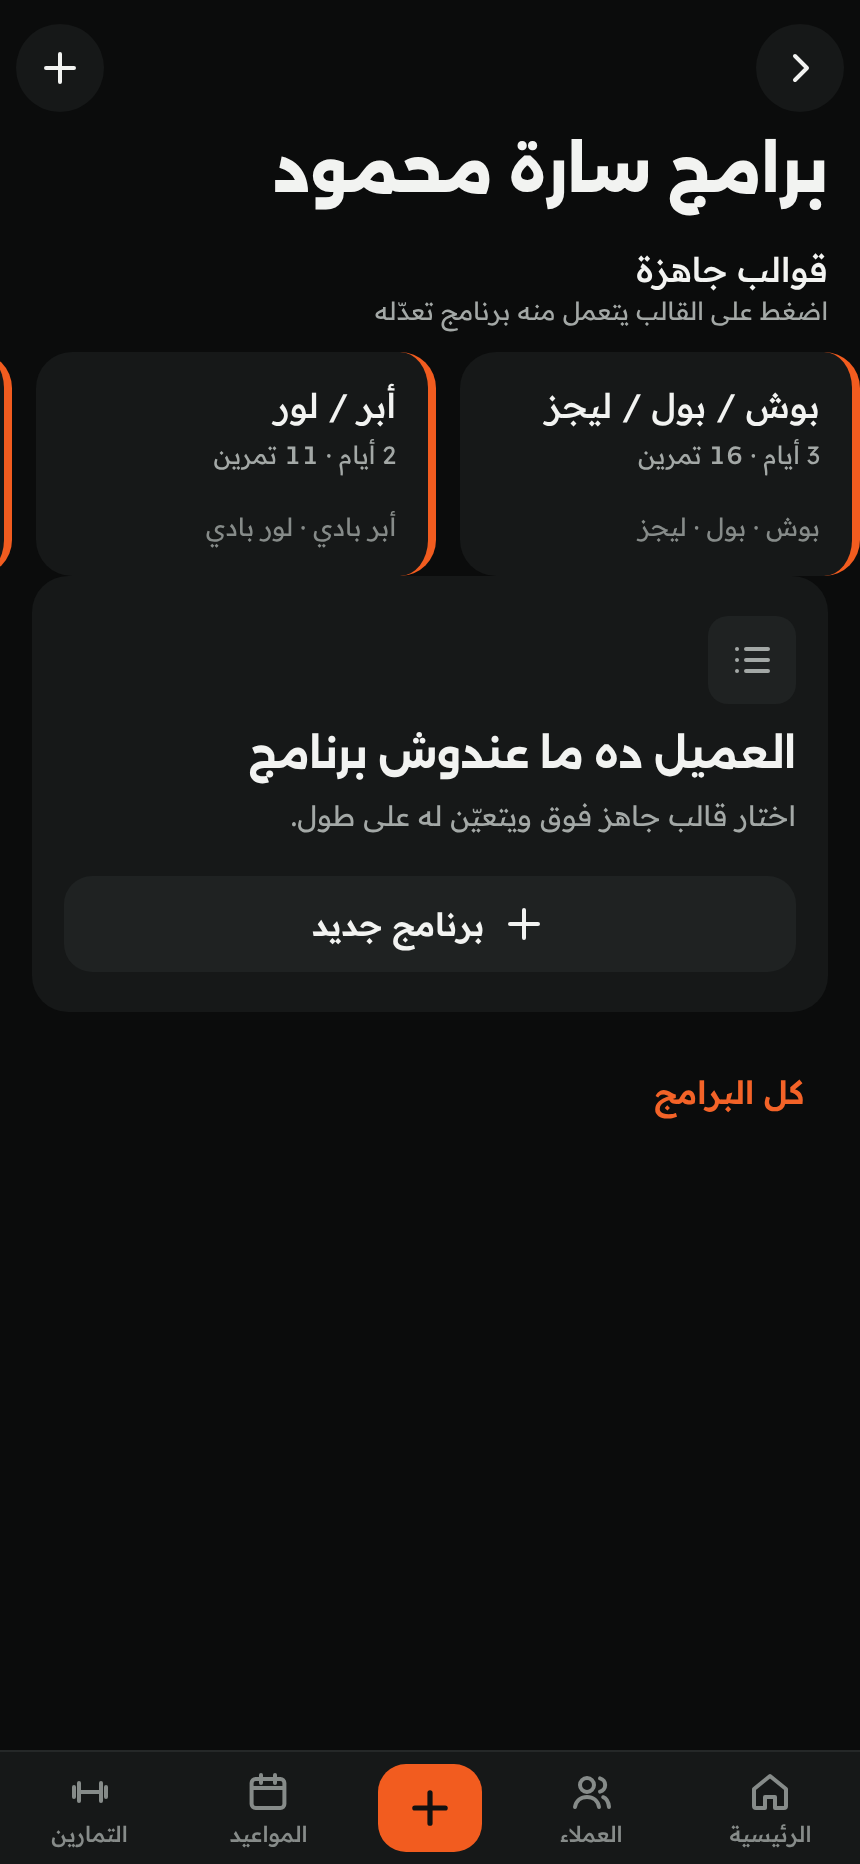 برامج سارة محمود
قوالب جاهزة
اضغط على القالب يتعمل منه برنامج تعدّله
بوش / بول / ليجز
3 أيام · 16 تمرين
بوش · بول · ليجز
أبر / لور
2 أيام · 11 تمرين
أبر بادي · لور بادي
العميل ده ما عندوش برنامج
اختار قالب جاهز فوق ويتعيّن له على طول.
برنامج جديد
كل البرامج
الرئيسية
العملاء
المواعيد
التمارين